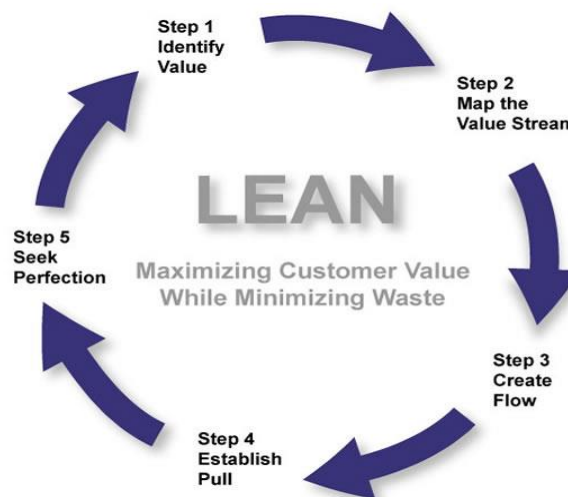 Step 1
Identify
Value
Step 2
Map the
Value Stream
LEAN
Maximizing Customer Value
While Minimizing Waste
Step 3
Create
Flow
Step 4
Establish
Pull
Step 5
Seek
Perfection